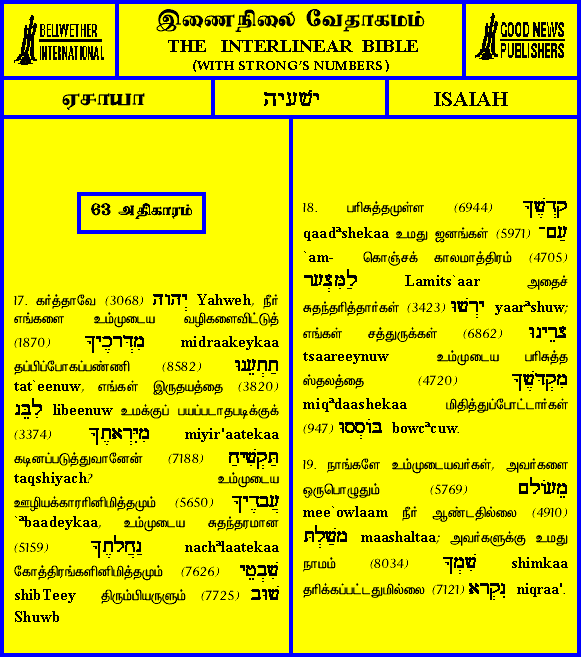 BELLWETHER
INTERNATIONAL
இணைநிலை வேதாகமம்
THE INTERLINEAR BIBLE
(WITH STRONG'S NUMBERS)
GOOD NEWS
PUBLISHERS
ஏசாயா
ישעיה
ISAIAH
63 அதிகாரம்
17. கர்த்தாவே (3068) יְהוָה Yahweh, நீர்
எங்களை உம்முடைய வழிகளைவிட்டுத்
(1870) מִדְּרָכֶיךָ midraakeykaa
தப்பிப்போகப்பண்ணி (8582) תַתְעֵנוּ
tat`eenuw, எங்கள் இருதயத்தை (3820)
לִבֵּנוּ libeenuw உமக்குப் பயப்படாதபடிக்குக்
(3374) מִיִּרְאָתֶךָ miyir'aatekaa
கடினப்படுத்துவானேன் (7188) תַּקְשִׁיחַ
taqshiyach? உம்முடைய
ஊழியக்காரரினிமித்தமும் (5650) עֲבָדֶיךָ
`ªbaadeykaa, உம்முடைய சுதந்தரமான
(5159) נַחֲלָתֶךָ nachªlaatekaa
கோத்திரங்களினிமித்தமும் (7626) שִׁבְטֵי
shibTeey திரும்பியருளும் (7725) שׁוּב
Shuwb
18. பரிசுத்தமுள்ள (6944) קָדְשֶׁךָ
qaadªshekaa உமது ஜனங்கள் (5971) עַם־
`am- கொஞ்சக் காலமாத்திரம் (4705)
לַמִּצְעָר Lamits`aar அதைச்
சுதந்தரித்தார்கள் (3423) יָרְשׁוּ yaarªshuw;
எங்கள் சத்துருக்கள் (6862) צָרֵינוּ
tsaareeynuw உம்முடைய பரிசுத்த
ஸ்தலத்தை (4720) מִקְדָּשֶׁךָ
miqªdaashekaa மிதித்துப்போட்டார்கள்
(947) בּוֹסְסוּ bowcªcuw.
19. நாங்களே உம்முடையவர்கள், அவர்களை
ஒருபொழுதும் (5769) מֵעוֹלָם
mee`owlaam நீர் ஆண்டதில்லை (4910)
מָשַׁלְתָּ maashaltaa; அவர்களுக்கு உமது
நாமம் (8034) שִׁמְךָ shimkaa
தரிக்கப்பட்டதுமில்லை (7121) נִקְרָא niqraa'.